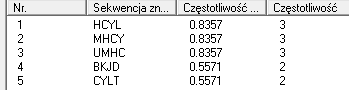 Nr. Sekwencja zn... Częstotliwość ... Częstotliwość
1 HCYL 0.8357 3
2 MHCY 0.8357 3
3 UMHC 0.8357 3
4 BKJD 0.5571 2
5 CYLT 0.5571 2